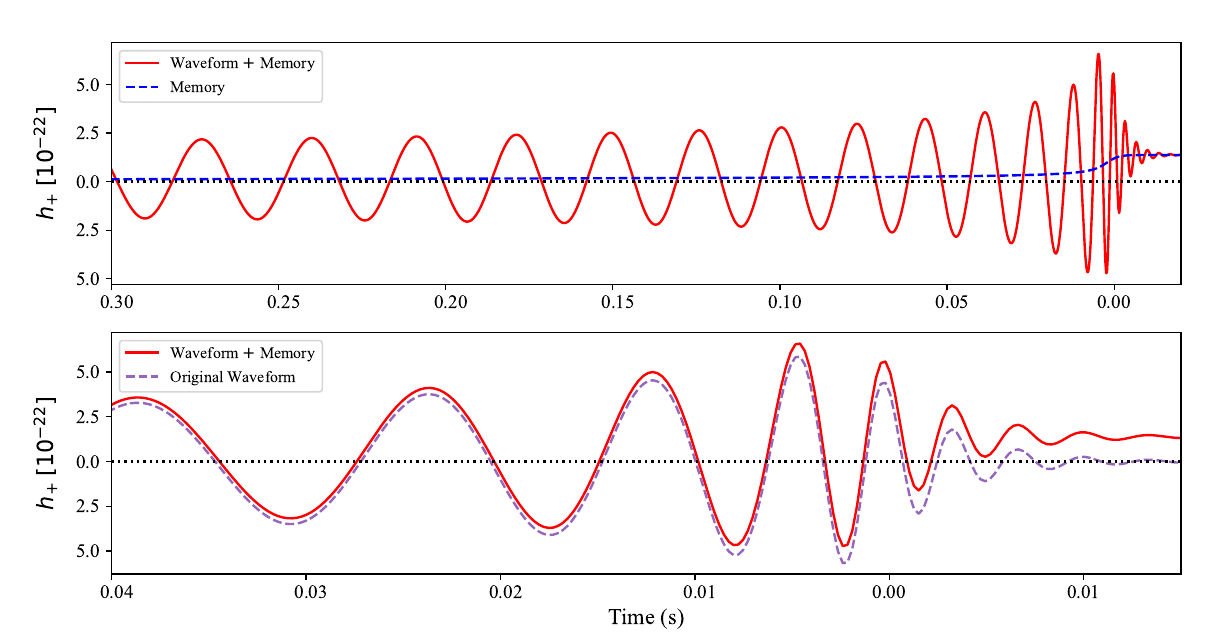 h₊ [10⁻²²]
5.0
2.5
0.0
2.5
5.0
Waveform + Memory
Memory
0.30 0.25 0.20 0.15 0.10 0.05 0.00
h₊ [10⁻²²]
5.0
2.5
0.0
2.5
5.0
Waveform + Memory
Original Waveform
0.04 0.03 0.02 0.01 0.00 0.01
Time (s)